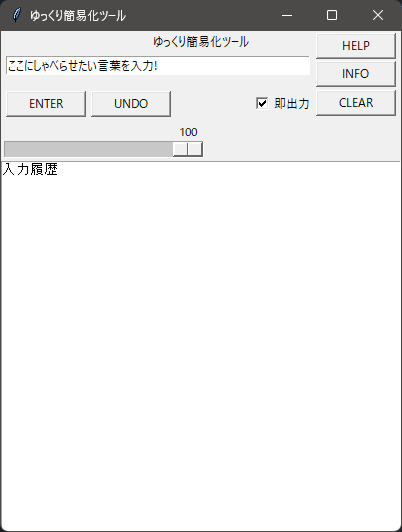 ゆっくり簡易化ツール
ゆっくり簡易化ツール
HELP
ここにしゃべらせたい言葉を入力!
INFO
ENTER UNDO 即出力 CLEAR
100
入力履歴